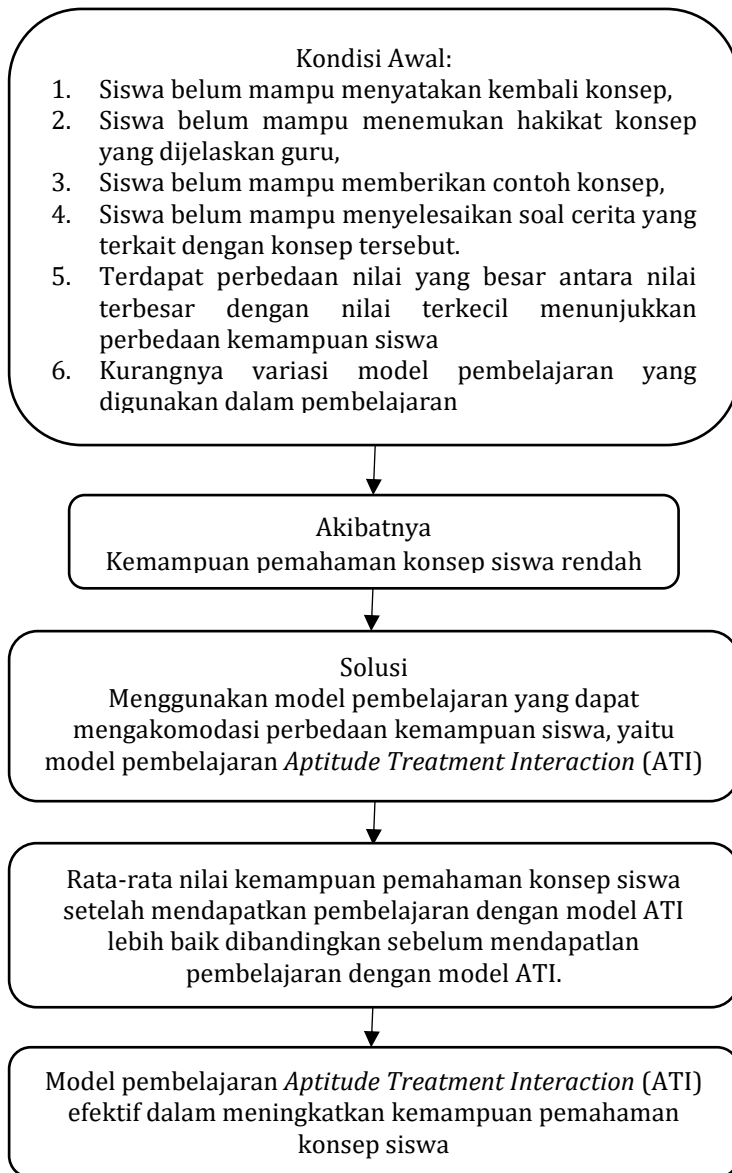 Kondisi Awal:
1. Siswa belum mampu menyatakan kembali konsep,
2. Siswa belum mampu menemukan hakikat konsep
yang dijelaskan guru,
3. Siswa belum mampu memberikan contoh konsep,
4. Siswa belum mampu menyelesaikan soal cerita yang
terkait dengan konsep tersebut.
5. Terdapat perbedaan nilai yang besar antara nilai
terbesar dengan nilai terkecil menunjukkan
perbedaan kemampuan siswa
6. Kurangnya variasi model pembelajaran yang
digunakan dalam pembelajaran
Akibatnya
Kemampuan pemahaman konsep siswa rendah
Solusi
Menggunakan model pembelajaran yang dapat
mengakomodasi perbedaan kemampuan siswa, yaitu
model pembelajaran Aptitude Treatment Interaction (ATI)
Rata-rata nilai kemampuan pemahaman konsep siswa
setelah mendapatkan pembelajaran dengan model ATI
lebih baik dibandingkan sebelum mendapatlan
pembelajaran dengan model ATI.
Model pembelajaran Aptitude Treatment Interaction (ATI)
efektif dalam meningkatkan kemampuan pemahaman
konsep siswa